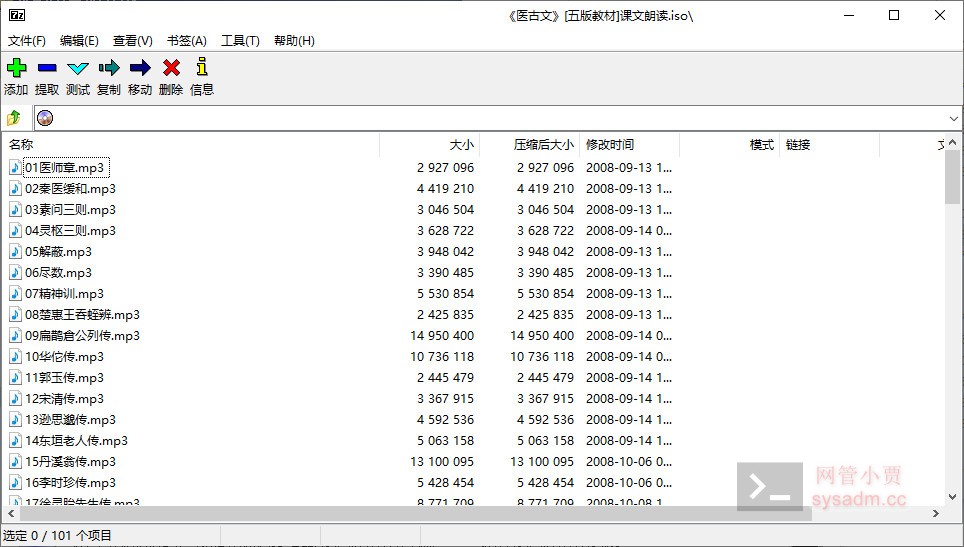 《医古文》[五版教材]课文朗读.iso\
文件(F) 编辑(E) 查看(V) 书签(A) 工具(T) 帮助(H)
添加 提取 测试 复制 移动 删除 信息
名称 大小 压缩后大小 修改时间 模式 链接 文
01医师章.mp3 2 927 096 2 927 096 2008-09-13 1...
02秦医缓和.mp3 4 419 210 4 419 210 2008-09-13 1...
03素问三则.mp3 3 046 504 3 046 504 2008-09-13 1...
04灵枢三则.mp3 3 628 722 3 628 722 2008-09-14 0...
05解蔽.mp3 3 948 042 3 948 042 2008-09-13 1...
06尽数.mp3 3 390 485 3 390 485 2008-09-13 1...
07精神训.mp3 5 530 854 5 530 854 2008-09-13 1...
08楚惠王吞蛭辨.mp3 2 425 835 2 425 835 2008-09-13 1...
09扁鹊倉公列传.mp3 14 950 400 14 950 400 2008-09-14 0...
10华佗传.mp3 10 736 118 10 736 118 2008-09-14 0...
11郭玉传.mp3 2 445 479 2 445 479 2008-09-14 1...
12宋清传.mp3 3 367 915 3 367 915 2008-09-14 1...
13逊思邈传.mp3 4 592 536 4 592 536 2008-09-14 1...
14东垣老人传.mp3 5 063 158 5 063 158 2008-09-14 1...
15丹溪翁传.mp3 13 100 095 13 100 095 2008-10-06 0...
16李时珍传.mp3 5 428 454 5 428 454 2008-10-06 0...
17徐灵胎先生传.mp3 8 771 709 8 771 709 2008-10-08 1...
网管小贾
sysadm.cc
选定 0 / 101 个项目